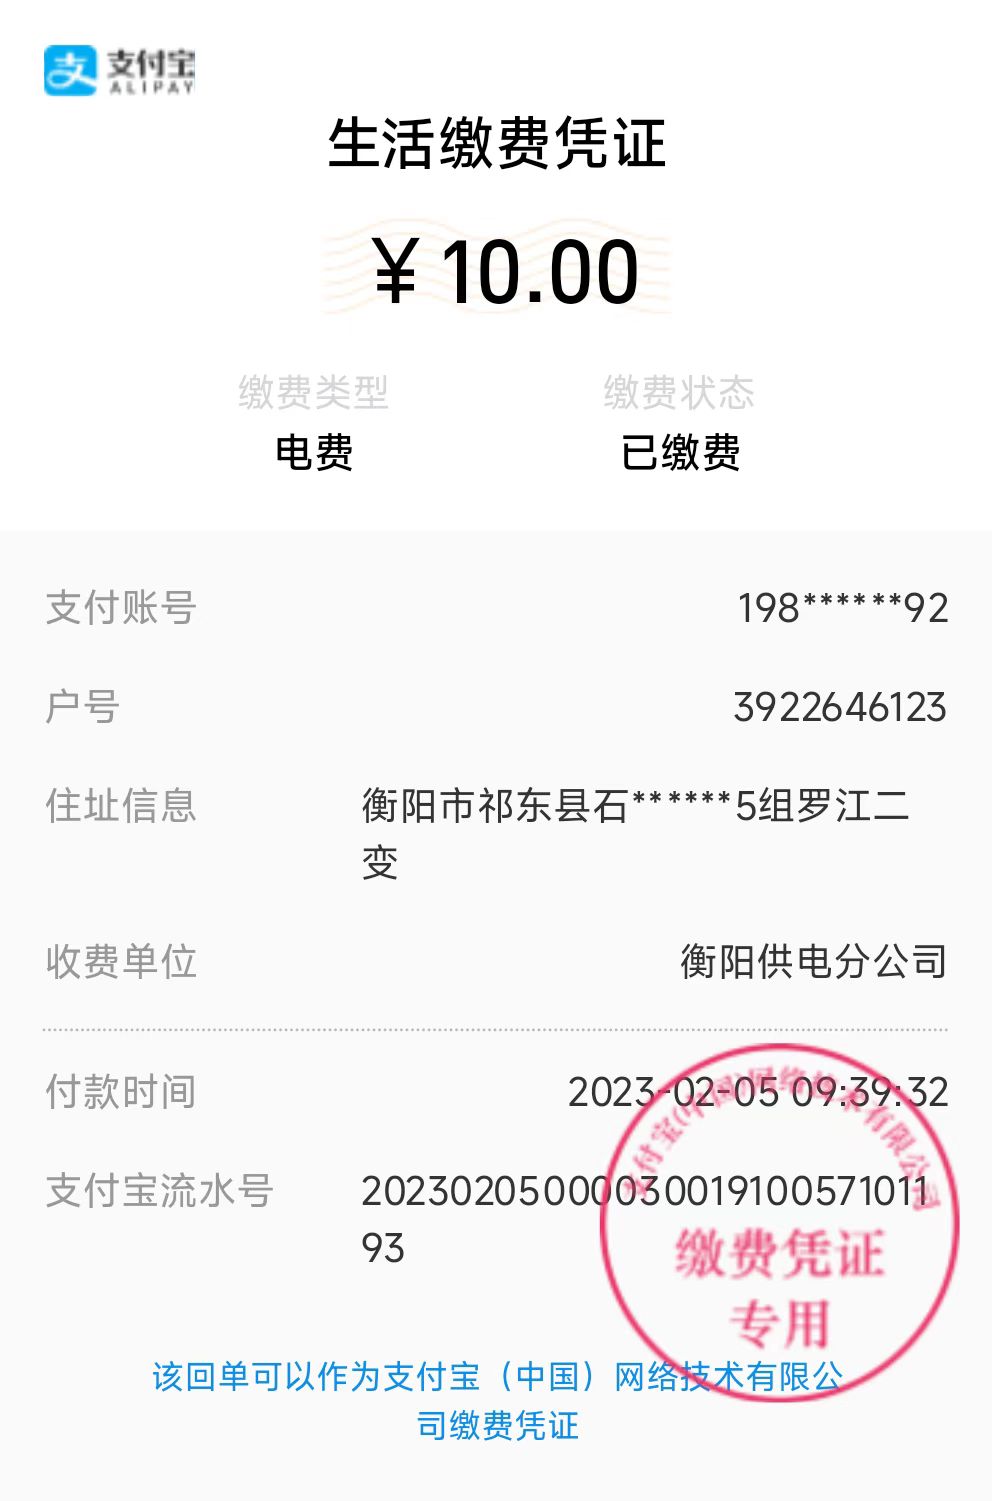 支付宝
ALIPAY
生活缴费凭证
¥10.00
缴费类型 缴费状态
电费 已缴费
支付账号 198******92
户号 3922646123
住址信息 衡阳市祁东县石******5组罗江二
变
收费单位 衡阳供电分公司
付款时间 2023-02-05 09:39:32
支付宝流水号 20230205000030019100571011
93
支付宝(中国)网络技术有限公司
缴费凭证
专用
该回单可以作为支付宝（中国）网络技术有限公
司缴费凭证